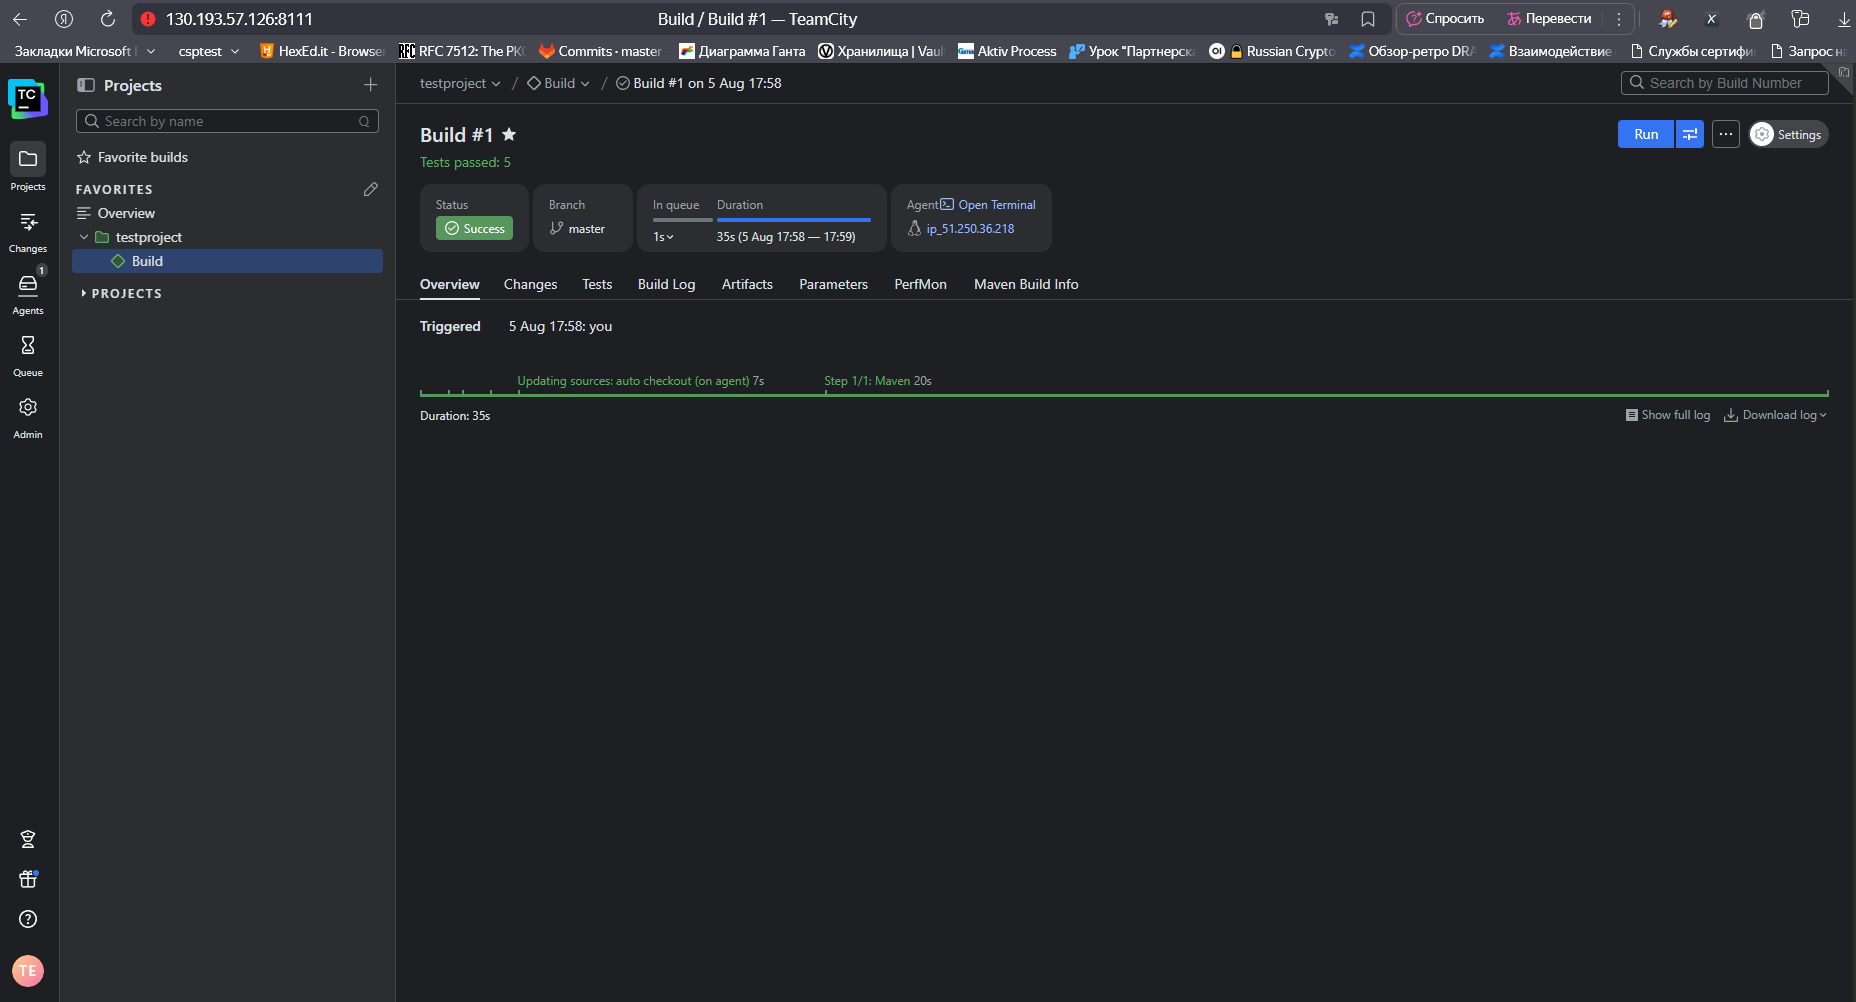 130.193.57.126:8111
Build / Build #1 — TeamCity
Спросить
Перевести
Закладки Microsoft
csptest
HexEd.it - Browser
RFC 7512: The PK
Commits · master
Диаграмма Ганта
Хранилища | Vau
Aktiv Process
Урок "Партнерска
Russian Crypto
Обзор-ретро DRA
Взаимодействие
Службы сертифи
Запрос н
TC
Projects
Changes
1
Agents
Queue
Admin
TE
Projects
Search by name
Q
Favorite builds
FAVORITES
Overview
testproject
Build
PROJECTS
testproject / Build / Build #1 on 5 Aug 17:58
Search by Build Number
Build #1
Run
Settings
Tests passed: 5
Status
Success
Branch
master
In queue
1s
Duration
35s (5 Aug 17:58 — 17:59)
Agent Open Terminal
ip_51.250.36.218
Overview Changes Tests Build Log Artifacts Parameters PerfMon Maven Build Info
Triggered 5 Aug 17:58: you
Updating sources: auto checkout (on agent) 7s
Step 1/1: Maven 20s
Duration: 35s
Show full log
Download log